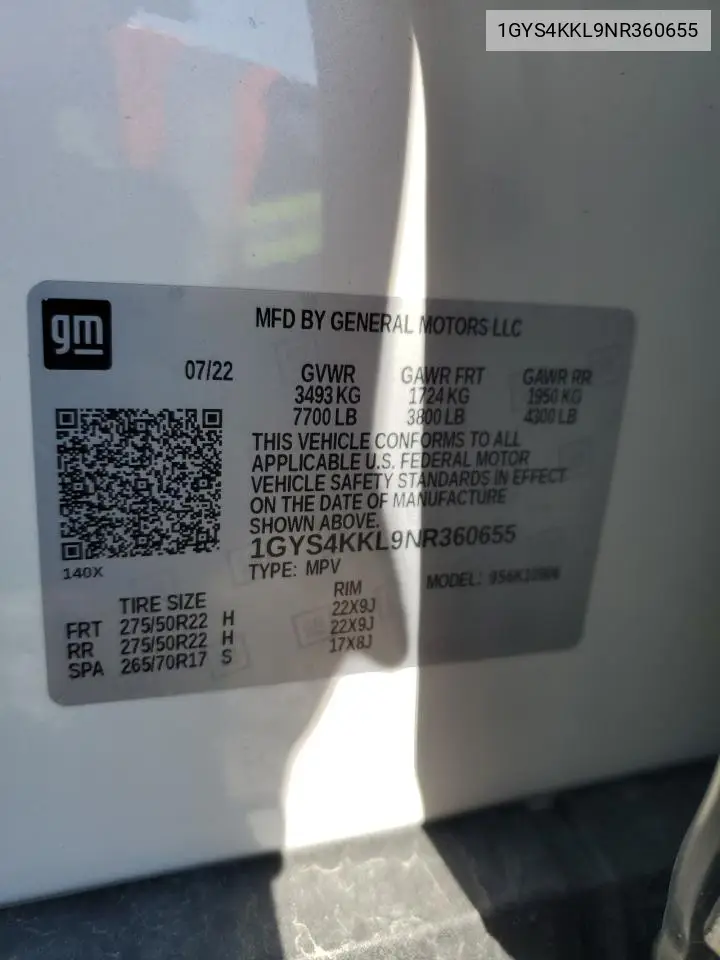 1GYS4KKL9NR360655
gm
MFD BY GENERAL MOTORS LLC
07/22
GVWR GAWR FRT GAWR RR
3493 KG 1724 KG 1950 KG
7700 LB 3800 LB 4300 LB
THIS VEHICLE CONFORMS TO ALL
APPLICABLE U.S. FEDERAL MOTOR
VEHICLE SAFETY STANDARDS IN EFFECT
ON THE DATE OF MANUFACTURE
SHOWN ABOVE.
1GYS4KKL9NR360655
140X
TYPE: MPV MODEL:
TIRE SIZE RIM
FRT 275/50R22 H 22X9J
RR 275/50R22 H 22X9J
SPA 265/70R17 S 17X8J